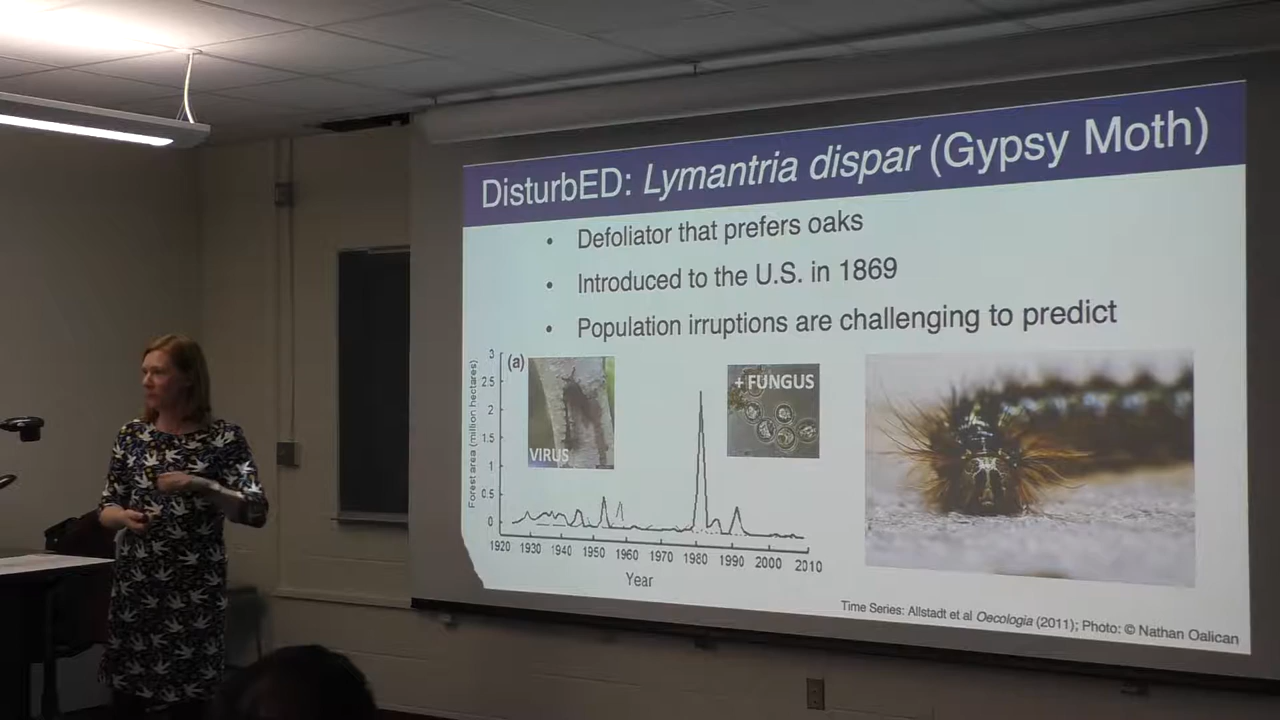 DisturbED: Lymantria dispar (Gypsy Moth)
• Defoliator that prefers oaks
• Introduced to the U.S. in 1869
• Population irruptions are challenging to predict
(a)
VIRUS
+ FUNGUS
Forest area (million hectares)
3
2.5
2
1.5
1
0.5
0
1920 1930 1940 1950 1960 1970 1980 1990 2000 2010
Year
Time Series: Allstadt et al Oecologia (2011); Photo: © Nathan Oalican